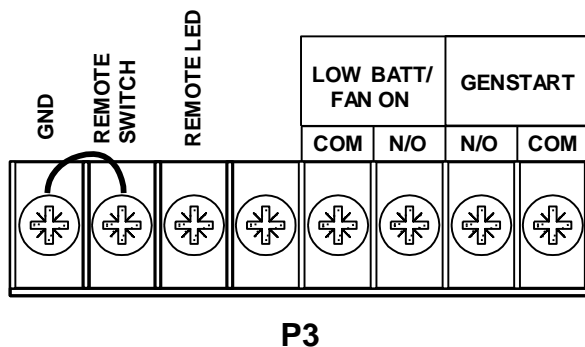 GND
REMOTE
SWITCH
REMOTE LED
LOW BATT/
FAN ON
GENSTART
COM
N/O
N/O
COM
P3